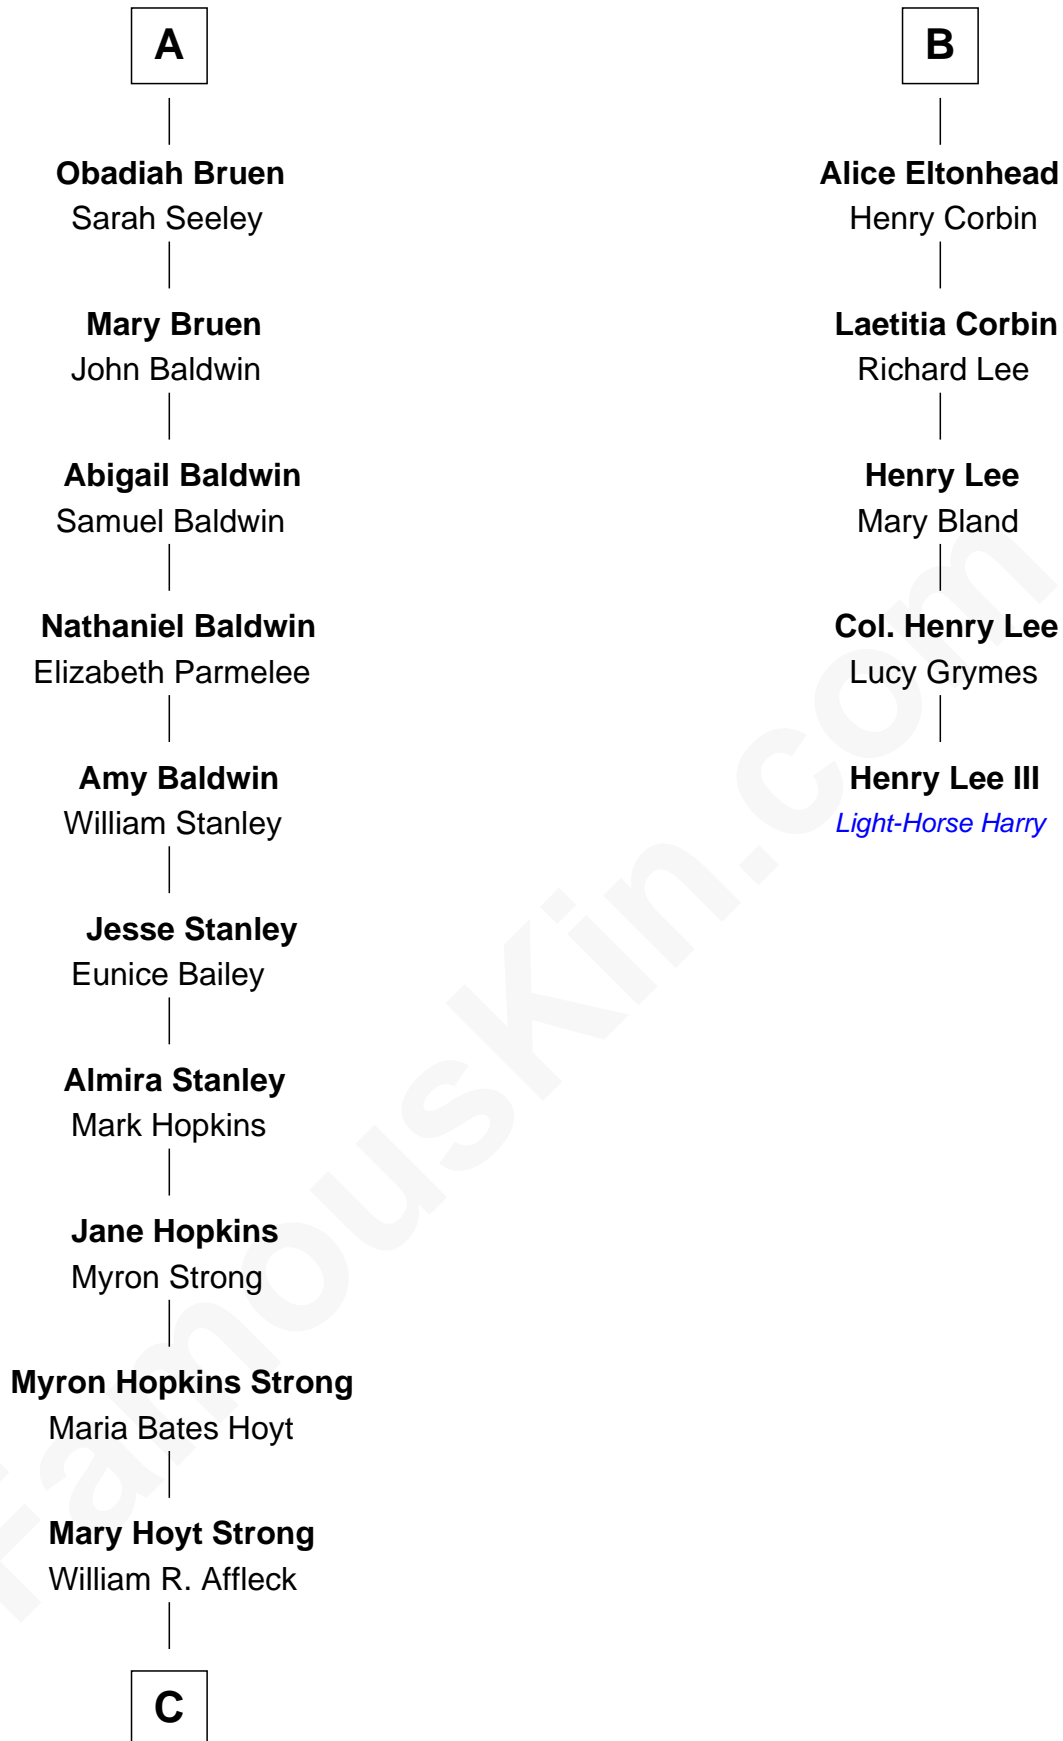 A
Obadiah Bruen
Sarah Seeley
Mary Bruen
John Baldwin
Abigail Baldwin
Samuel Baldwin
Nathaniel Baldwin
Elizabeth Parmelee
Amy Baldwin
William Stanley
Jesse Stanley
Eunice Bailey
Almira Stanley
Mark Hopkins
Jane Hopkins
Myron Strong
Myron Hopkins Strong
Maria Bates Hoyt
Mary Hoyt Strong
William R. Affleck
C
B
Alice Eltonhead
Henry Corbin
Laetitia Corbin
Richard Lee
Henry Lee
Mary Bland
Col. Henry Lee
Lucy Grymes
Henry Lee III
Light-Horse Harry
FamousKin.com